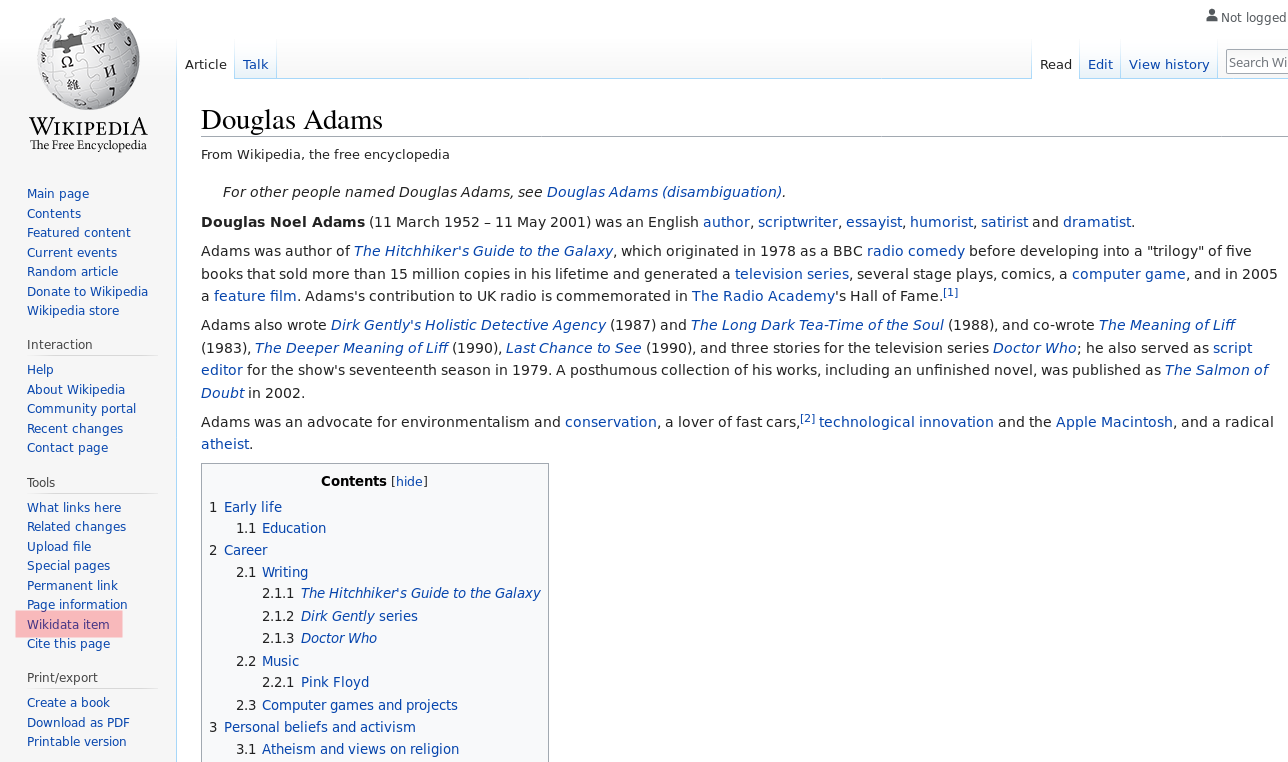 Not logged
WIKIPEDIA
The Free Encyclopedia
Article Talk
Read Edit View history
Search Wi
Douglas Adams
From Wikipedia, the free encyclopedia
For other people named Douglas Adams, see Douglas Adams (disambiguation).
Douglas Noel Adams (11 March 1952 – 11 May 2001) was an English author, scriptwriter, essayist, humorist, satirist and dramatist.
Adams was author of The Hitchhiker's Guide to the Galaxy, which originated in 1978 as a BBC radio comedy before developing into a "trilogy" of five
books that sold more than 15 million copies in his lifetime and generated a television series, several stage plays, comics, a computer game, and in 2005
a feature film. Adams's contribution to UK radio is commemorated in The Radio Academy's Hall of Fame.[1]
Adams also wrote Dirk Gently's Holistic Detective Agency (1987) and The Long Dark Tea-Time of the Soul (1988), and co-wrote The Meaning of Liff
(1983), The Deeper Meaning of Liff (1990), Last Chance to See (1990), and three stories for the television series Doctor Who; he also served as script
editor for the show's seventeenth season in 1979. A posthumous collection of his works, including an unfinished novel, was published as The Salmon of
Doubt in 2002.
Adams was an advocate for environmentalism and conservation, a lover of fast cars,[2] technological innovation and the Apple Macintosh, and a radical
atheist.
Contents [hide]
1 Early life
1.1 Education
2 Career
2.1 Writing
2.1.1 The Hitchhiker's Guide to the Galaxy
2.1.2 Dirk Gently series
2.1.3 Doctor Who
2.2 Music
2.2.1 Pink Floyd
2.3 Computer games and projects
3 Personal beliefs and activism
3.1 Atheism and views on religion
Main page
Contents
Featured content
Current events
Random article
Donate to Wikipedia
Wikipedia store
Interaction
Help
About Wikipedia
Community portal
Recent changes
Contact page
Tools
What links here
Related changes
Upload file
Special pages
Permanent link
Page information
Wikidata item
Cite this page
Print/export
Create a book
Download as PDF
Printable version